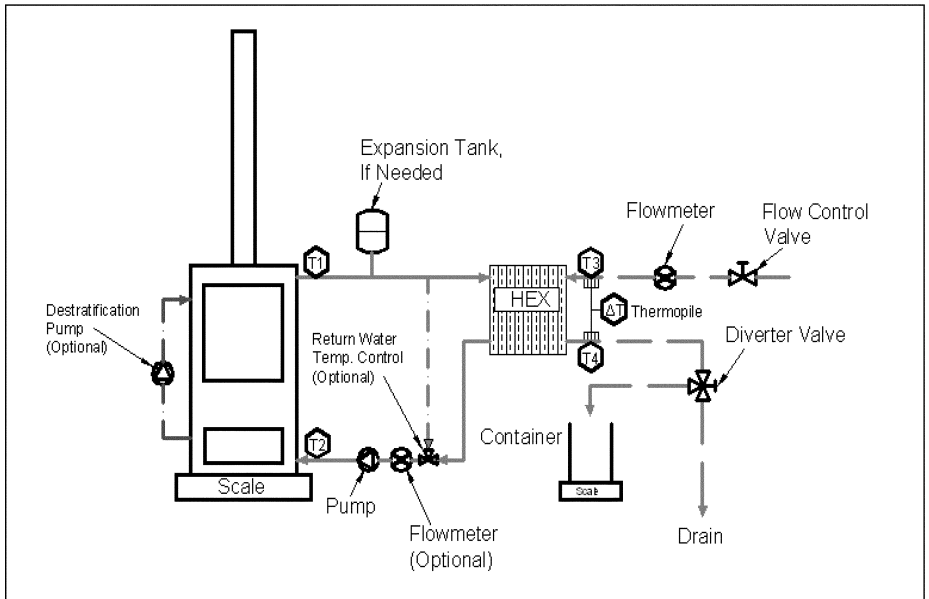 Expansion Tank,
If Needed
Flowmeter
Flow Control
Valve
T1
T3
HEX
ΔT
Thermopile
Destratification
Pump
(Optional)
Return Water
Temp. Control
(Optional)
T4
Diverter Valve
T2
Container
Scale
Scale
Pump
Flowmeter
(Optional)
Drain